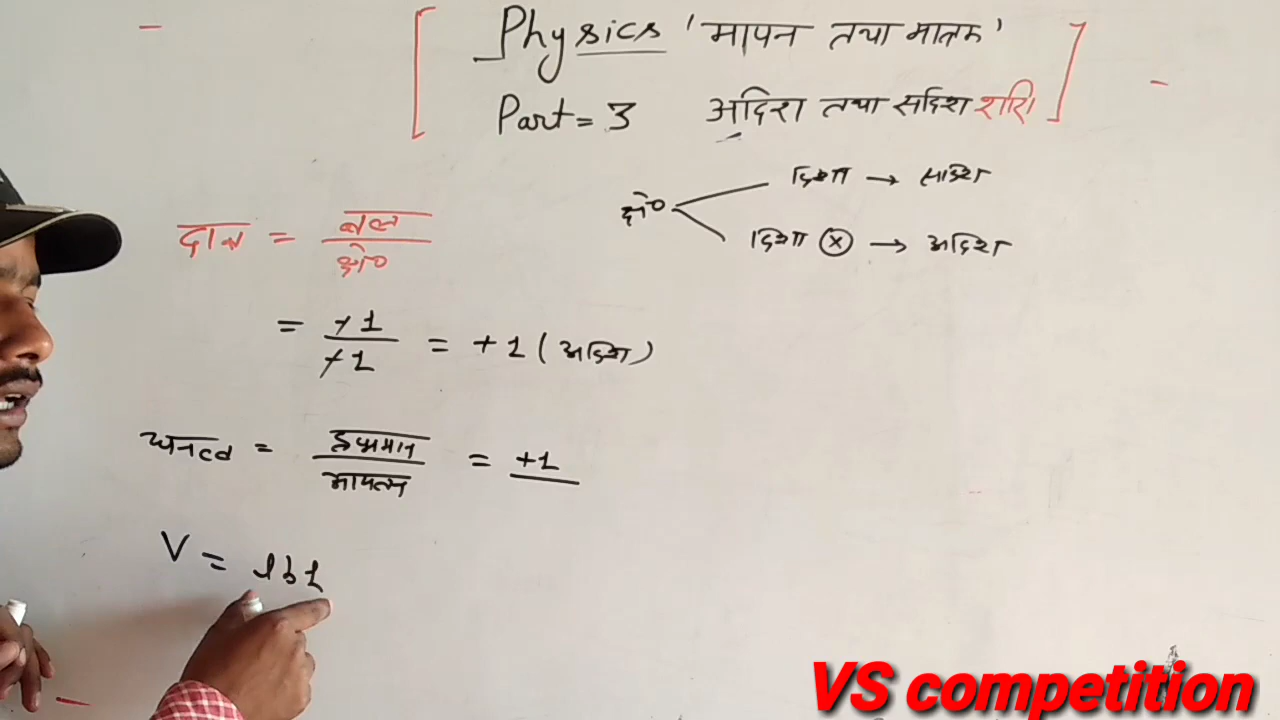 Physics 'मापन तथा मात्रक'
Part = 3 अदिश तथा सदिश राशि
क्षे०
दिशा → सदिश
दिशा ⊗ → अदिश
दाब = बल / क्षे०
= +1 / +1 = +1 (अदिश)
घनत्व = द्रव्यमान / आयतन = +1
V =
VS competition